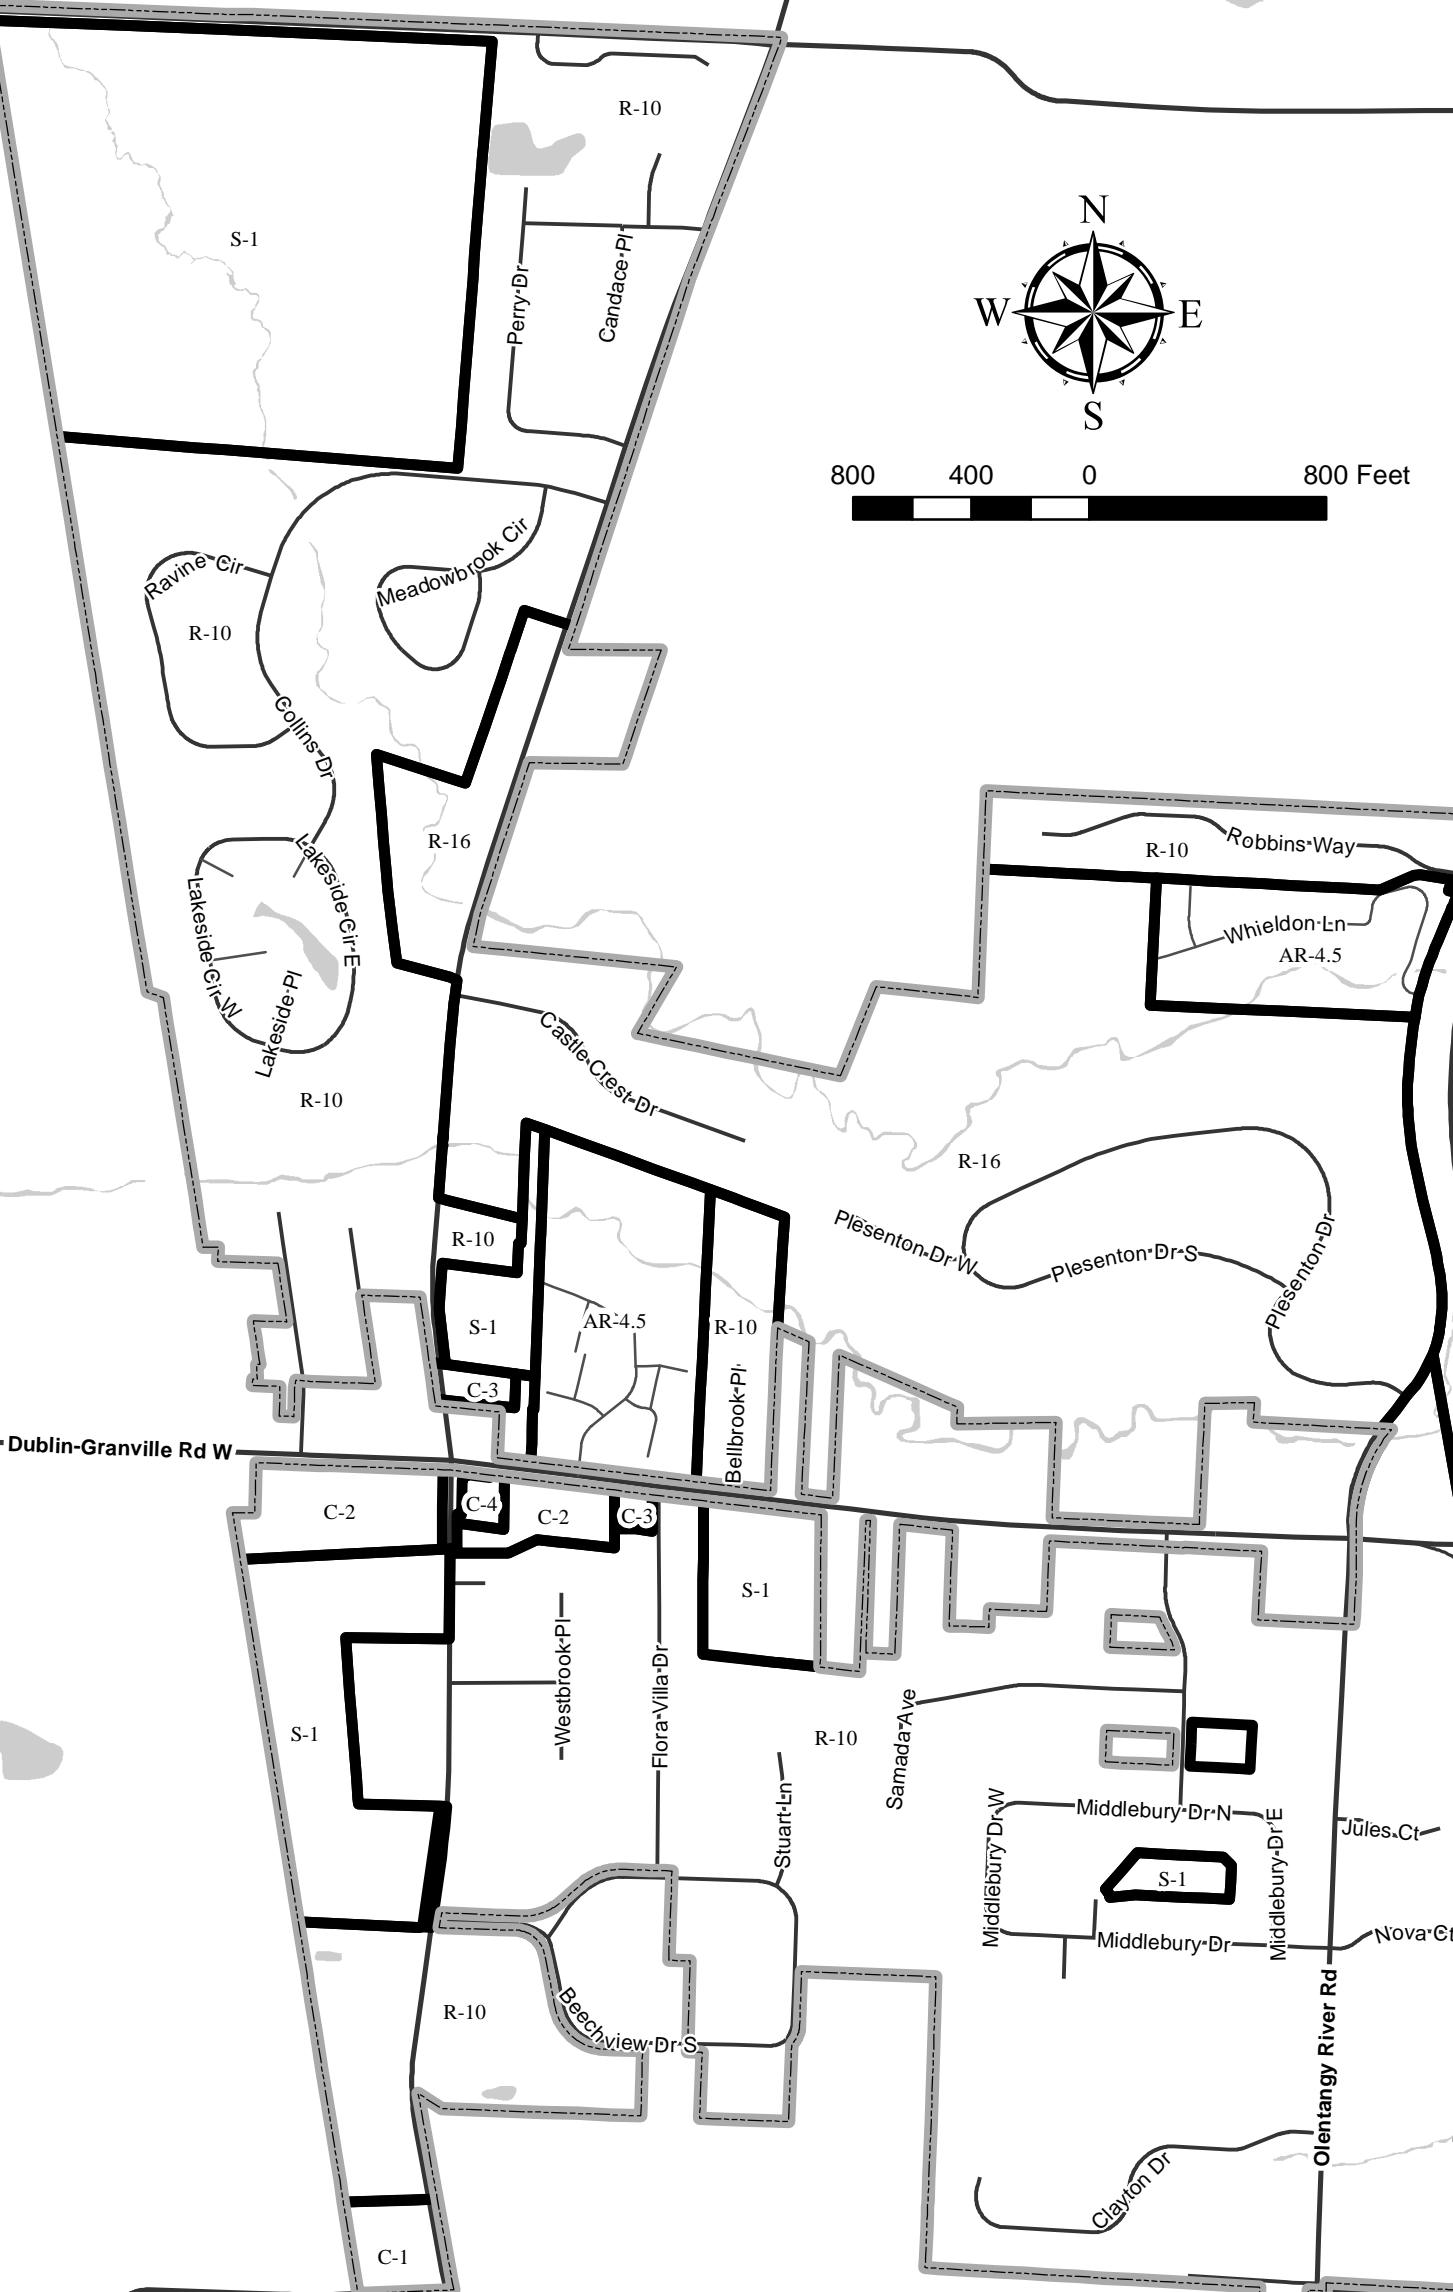 R-10
S-1
N
W
E
S
Perry Dr
Candace Pl
800 400 0 800 Feet
Meadowbrook Cir
Ravine Cir
R-10
Collins Dr
R-16
Robbins Way
R-10
Lakeside Cir E
Lakeside Cir W
Whieldon Ln
AR-4.5
Lakeside Pl
Castle Crest Dr
R-10
R-16
Plesenton Dr W
Plesenton Dr S
Plesenton Dr
R-10
AR-4.5
S-1
R-10
C-3
Bellbrook Pl
Dublin-Granville Rd W
C-2
C-4
C-2
C-3
S-1
Westbrook Pl
Flora Villa Dr
S-1
R-10
Samada Ave
Stuart Ln
Middlebury Dr W
Middlebury Dr N
Middlebury Dr E
Jules Ct
S-1
Middlebury Dr
Nova Ct
R-10
Beechview Dr S
Olentangy River Rd
Clayton Dr
C-1